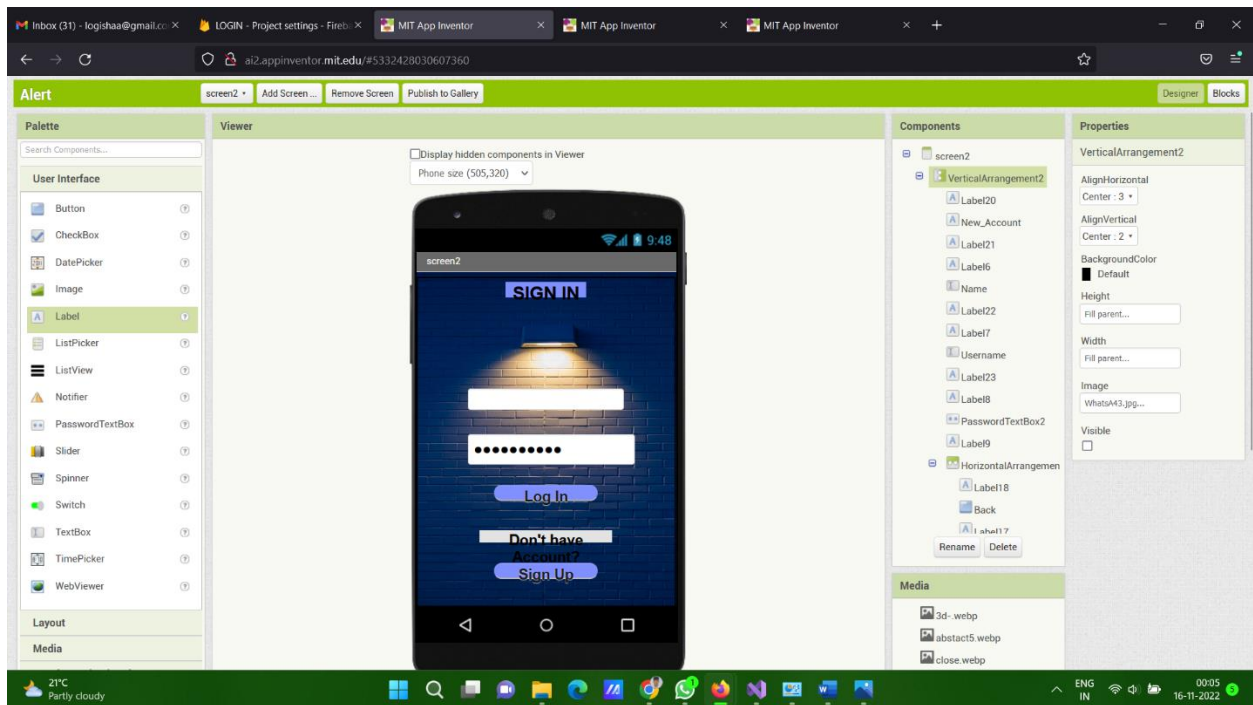 Inbox (31) - logishaa@gmail.co
LOGIN - Project settings - Fireba
MIT App Inventor
MIT App Inventor
MIT App Inventor
ai2.appinventor.mit.edu/#5332428030607360
Alert
screen2
Add Screen ...
Remove Screen
Publish to Gallery
Designer
Blocks
Palette
Search Components...
User Interface
Button
CheckBox
DatePicker
Image
Label
ListPicker
ListView
Notifier
PasswordTextBox
Slider
Spinner
Switch
TextBox
TimePicker
WebViewer
Layout
Media
Viewer
Display hidden components in Viewer
Phone size (505,320)
9:48
screen2
SIGN IN
Log In
Don't have
Account?
Sign Up
Components
screen2
VerticalArrangement2
Label20
New_Account
Label21
Label6
Name
Label22
Label7
Username
Label23
Label8
PasswordTextBox2
Label9
HorizontalArrangemen
Label18
Back
Label17
Rename
Delete
Media
3d-.webp
abstact5.webp
close.webp
Properties
VerticalArrangement2
AlignHorizontal
Center : 3
AlignVertical
Center : 2
BackgroundColor
Default
Height
Fill parent...
Width
Fill parent...
Image
WhatsA43.jpg...
Visible
21°C
Partly cloudy
ENG
IN
00:05
16-11-2022
5